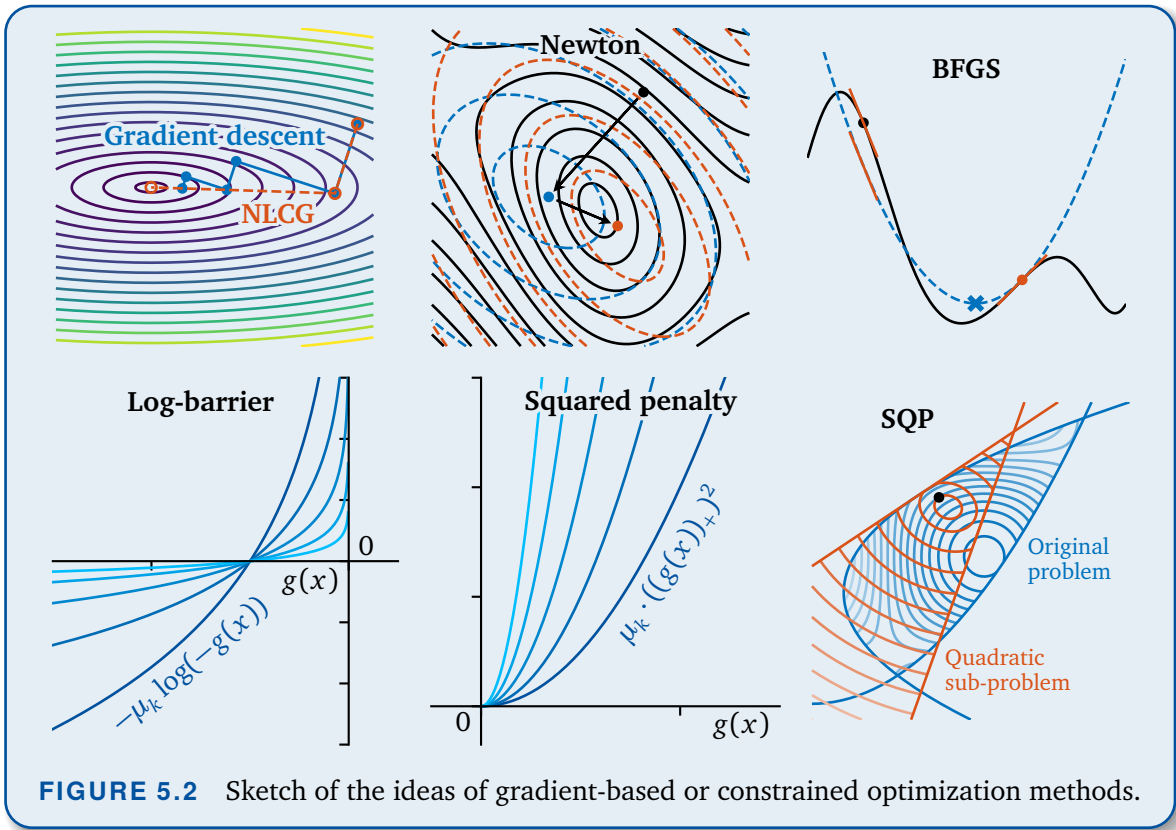 Gradient descent
NLCG
Newton
BFGS
Log-barrier
0
g(x)
−μₖ log(−g(x))
Squared penalty
μₖ · ((g(x))₊)²
0
g(x)
SQP
Original
problem
Quadratic
sub-problem
FIGURE 5.2 Sketch of the ideas of gradient-based or constrained optimization methods.